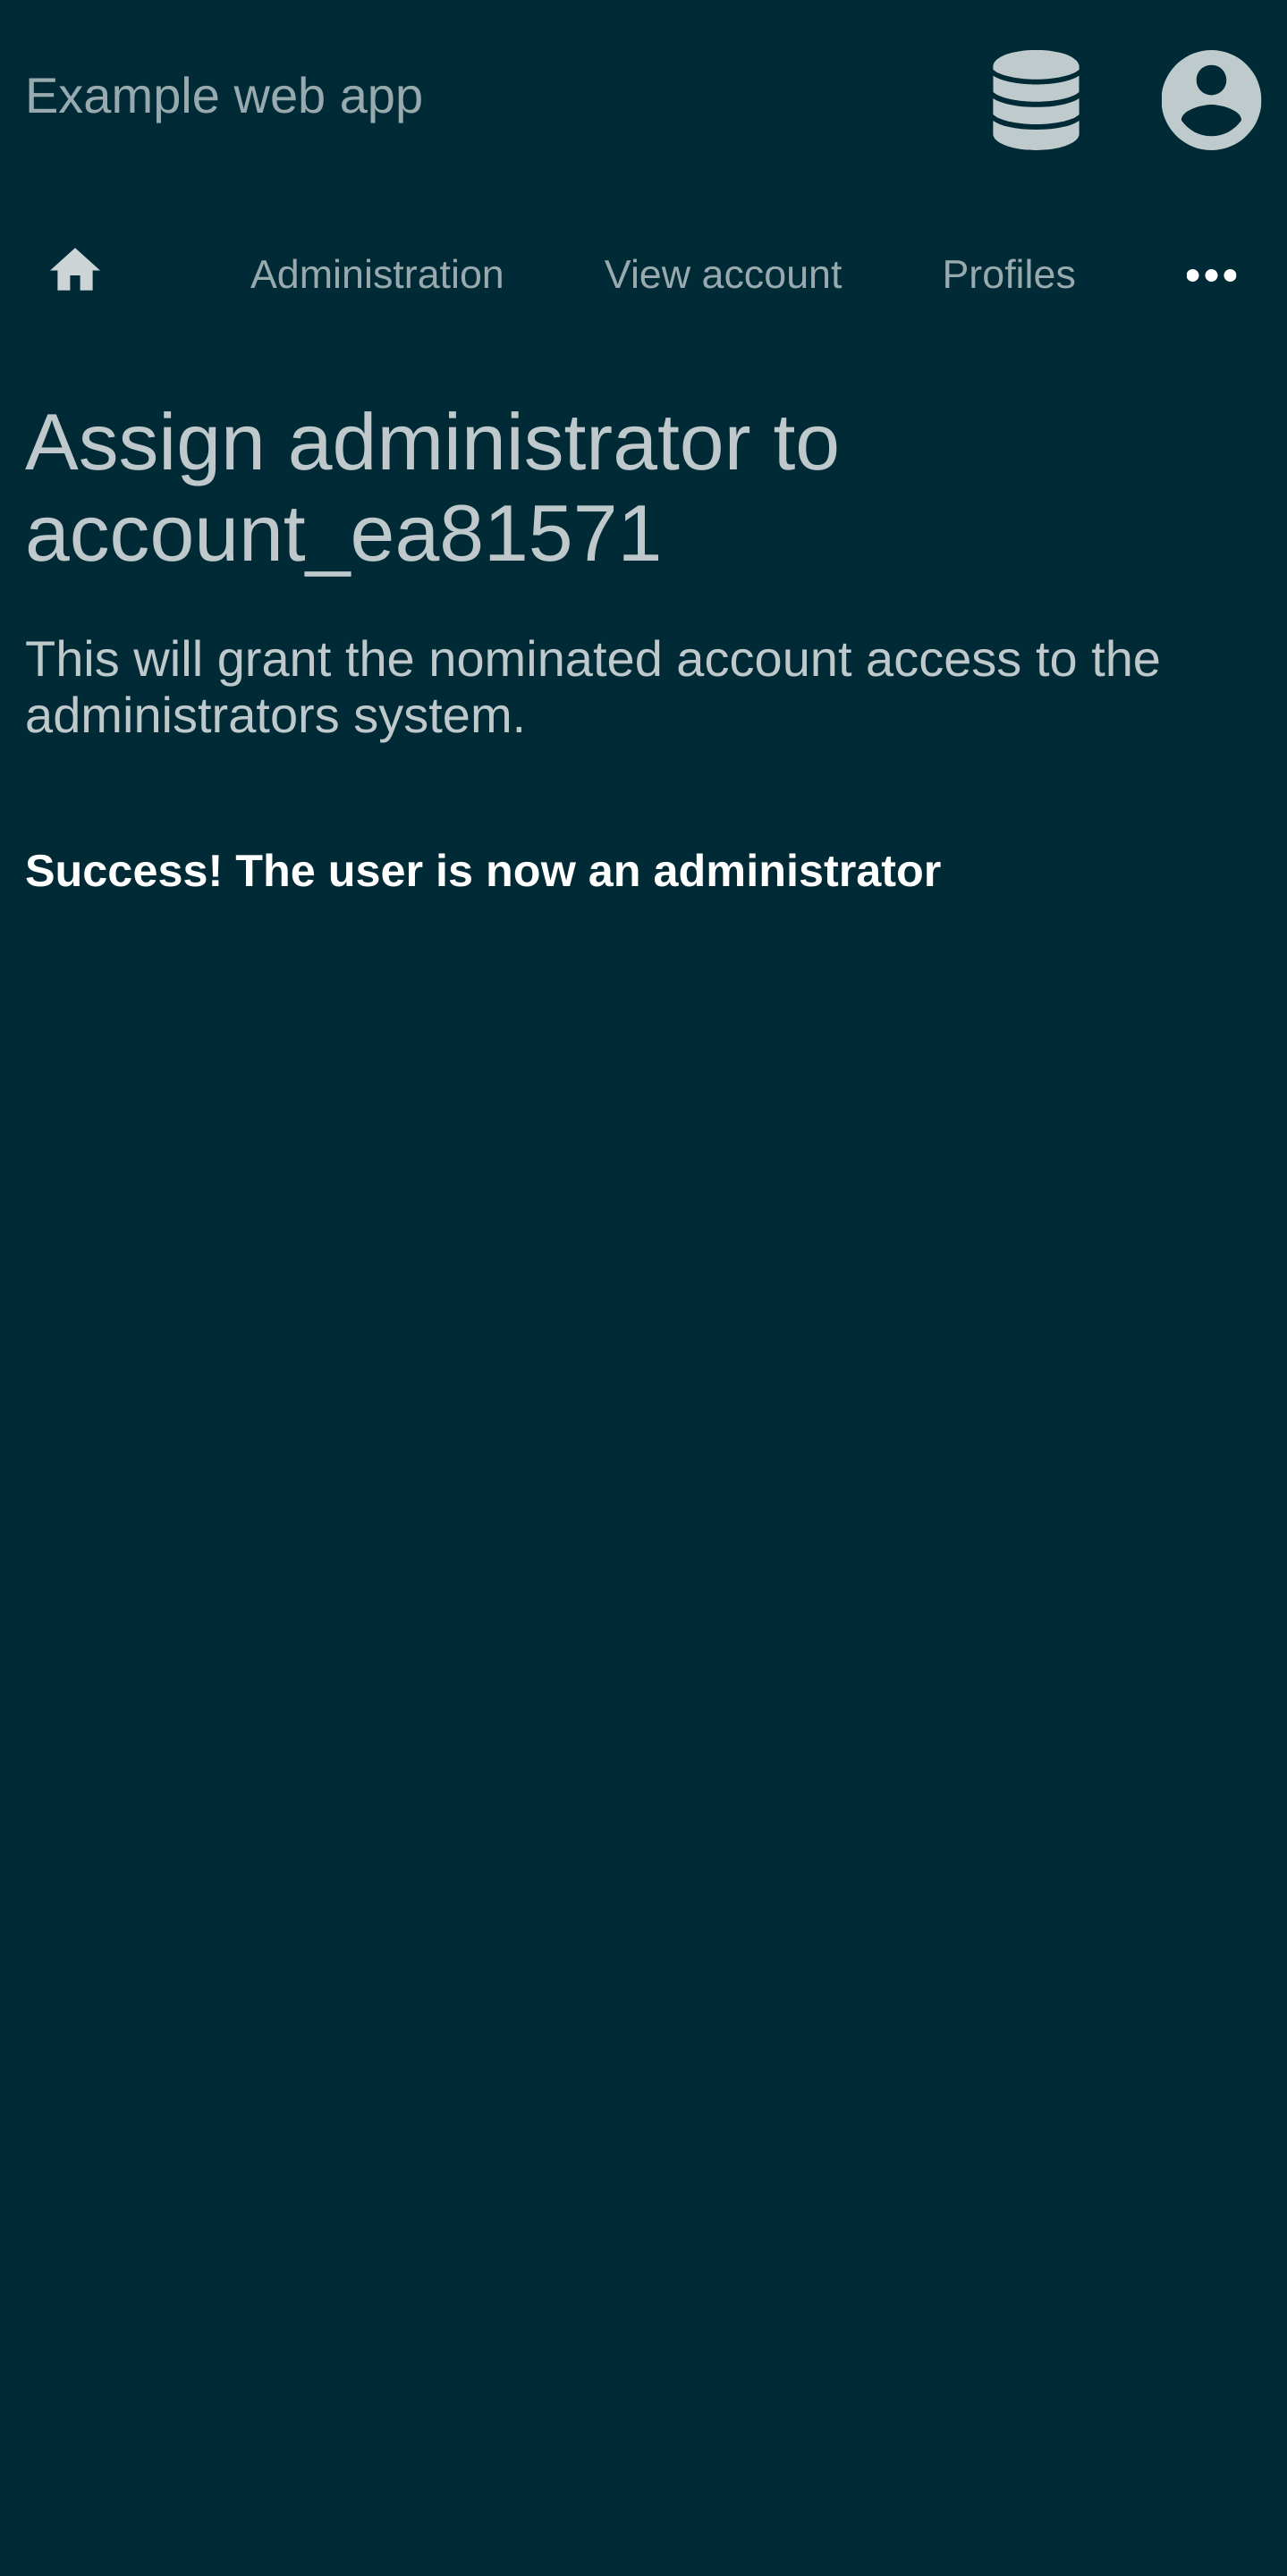 Example web app
Administration View account Profiles
Assign administrator to
account_ea81571
This will grant the nominated account access to the
administrators system.
Success! The user is now an administrator